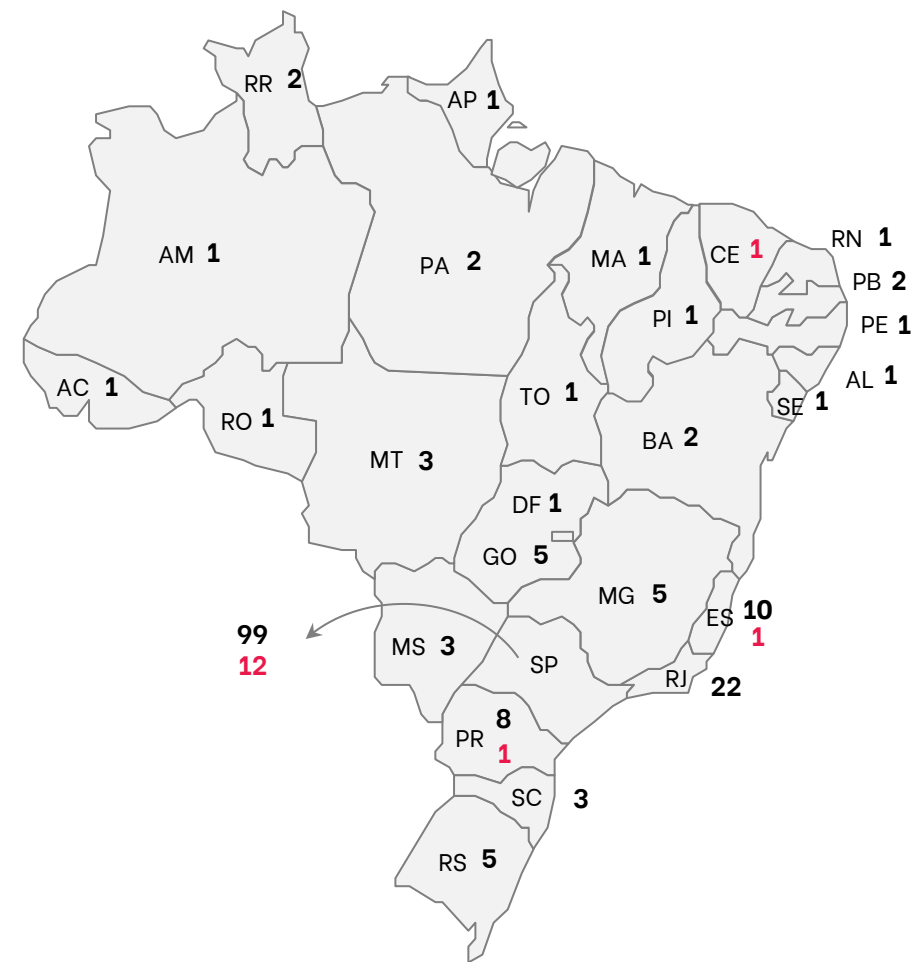 RR 2
AP 1
AM 1
PA 2
MA 1
CE 1
RN 1
PB 2
PI 1
PE 1
AC 1
RO 1
TO 1
AL 1
SE 1
MT 3
BA 2
DF 1
GO 5
MG 5
ES 10
1
99
12
MS 3
SP
RJ 22
PR 8
1
SC 3
RS 5